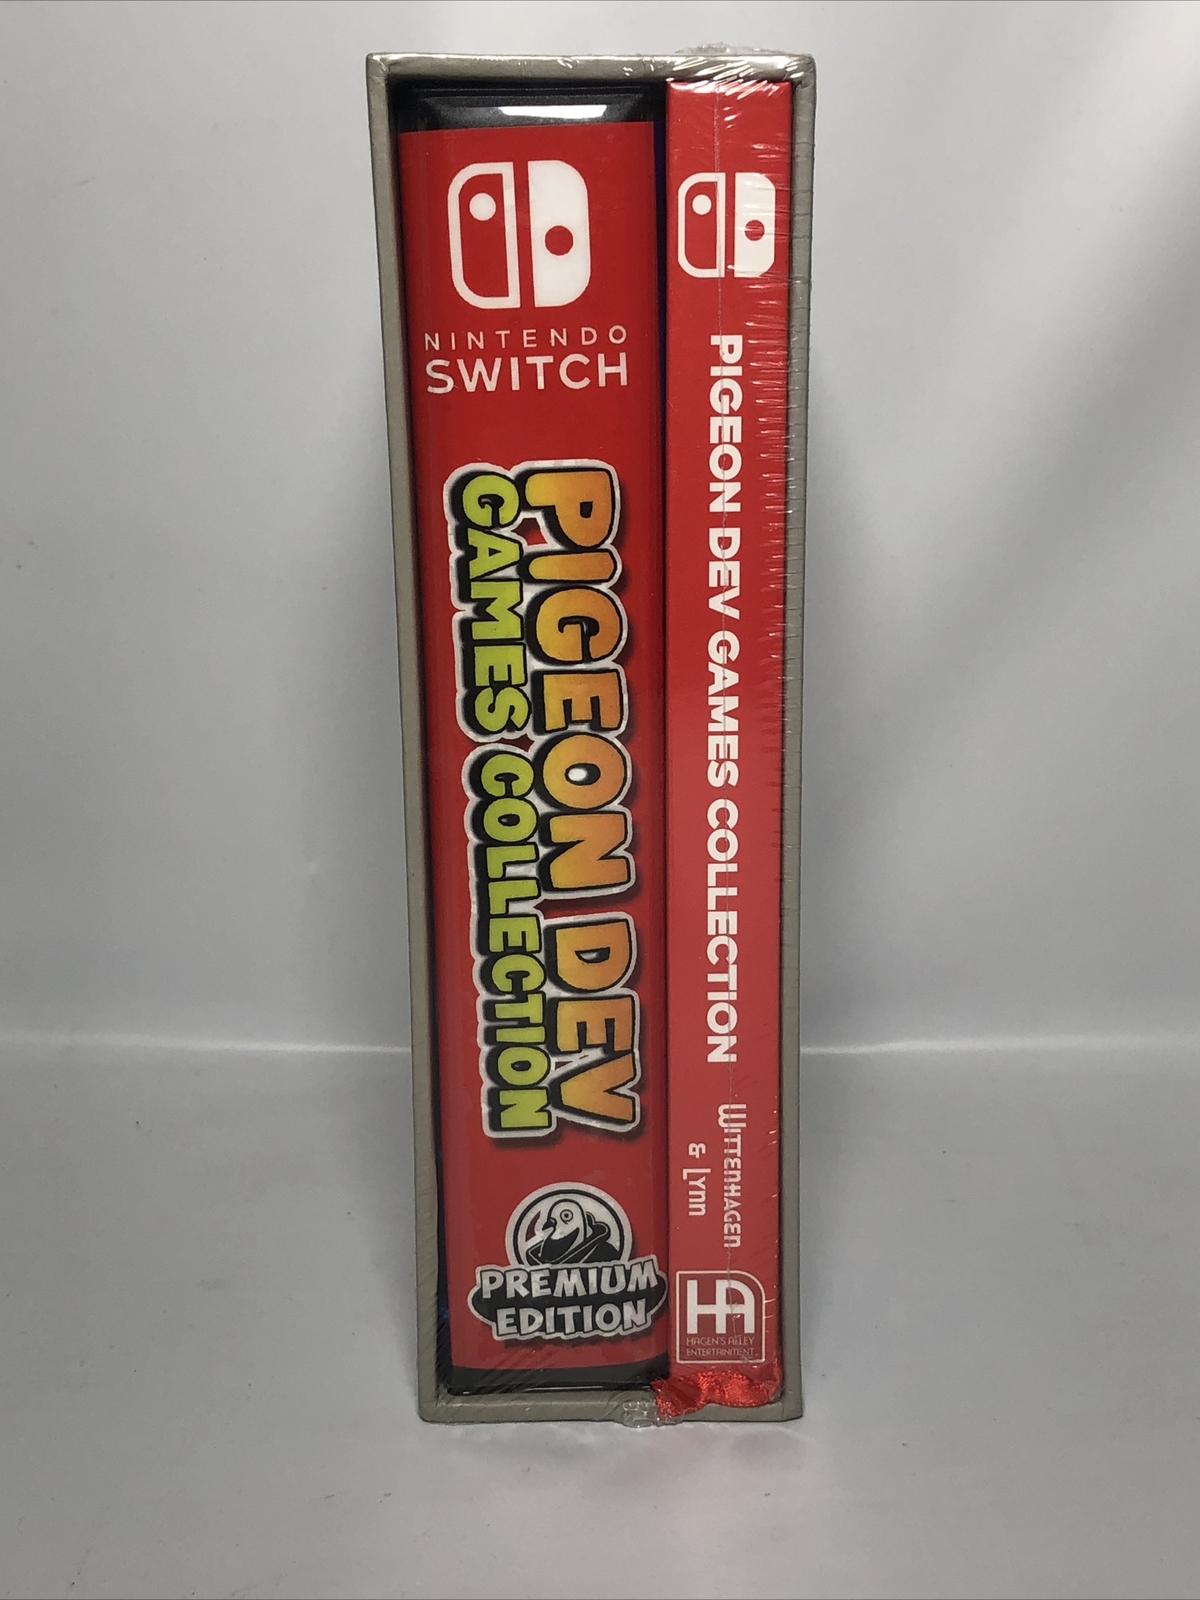 NINTENDO
SWITCH
PIGEON DEV
GAMES COLLECTION
PREMIUM
EDITION
PIGEON DEV GAMES COLLECTION
WITTENHAGEN
& LYNN
HA
HAGEN'S ALLEY
ENTERTAINMENT